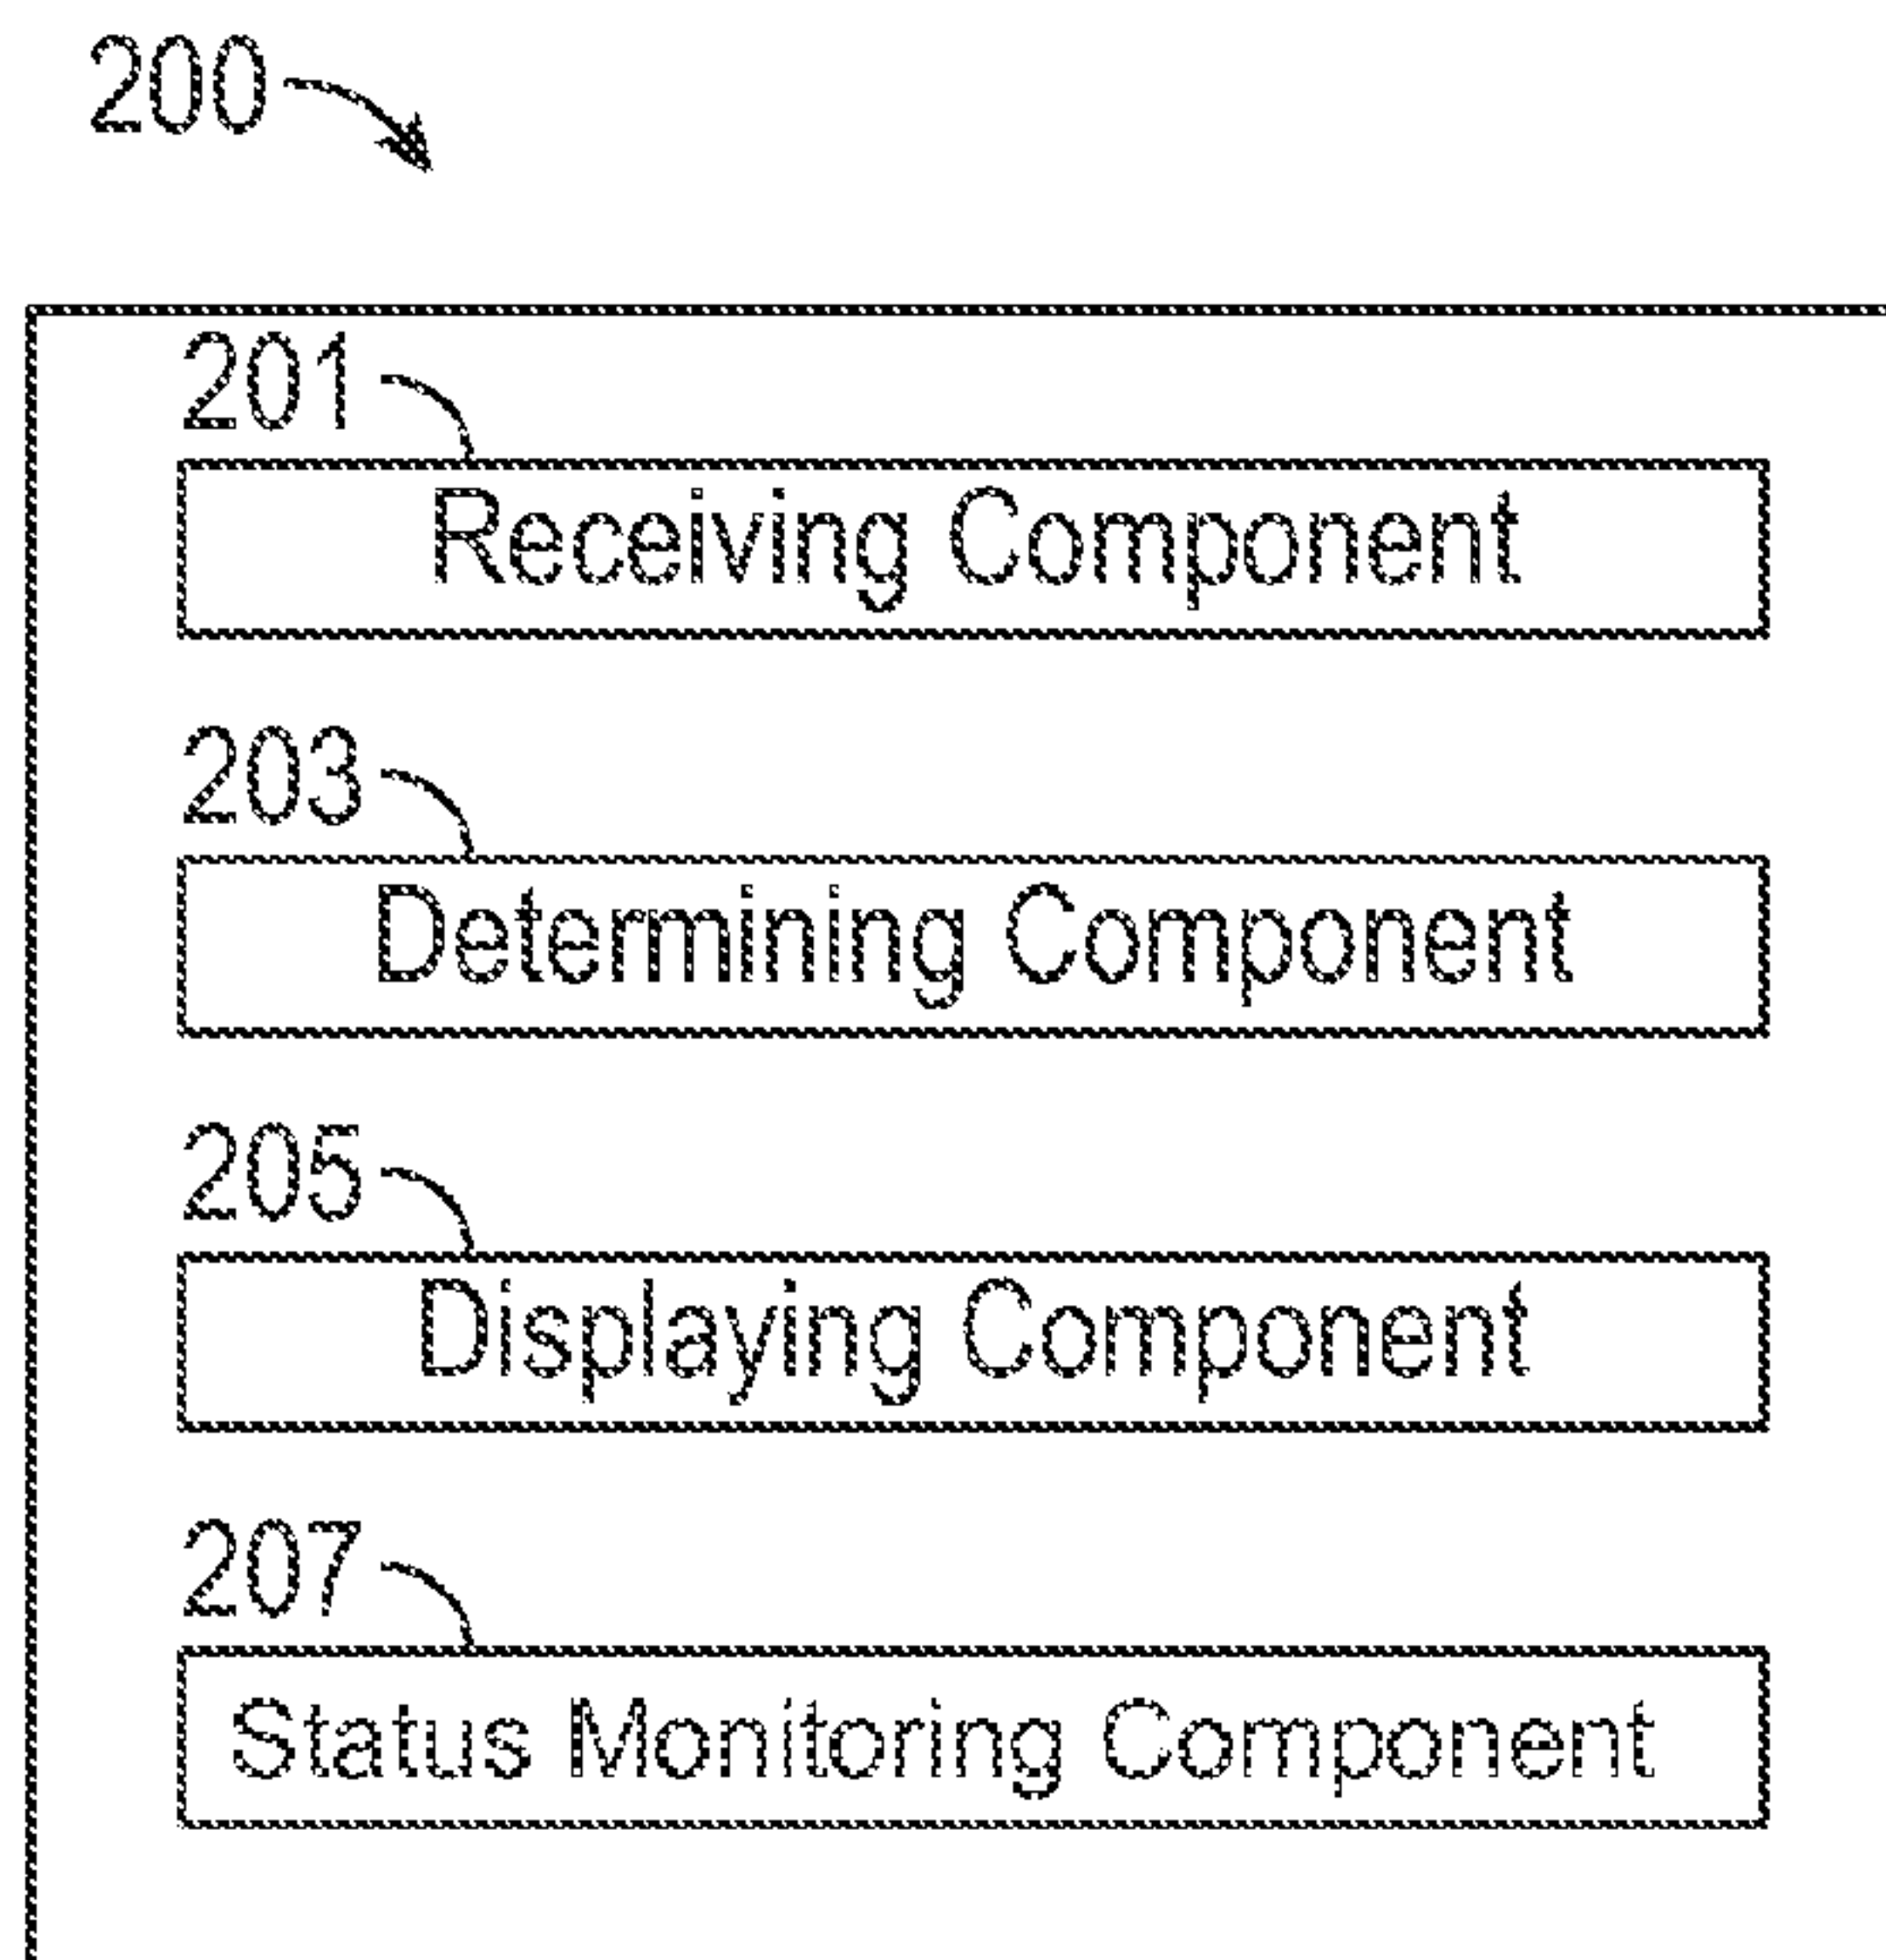 200
201
Receiving Component
203
Determining Component
205
Displaying Component
207
Status Monitoring Component